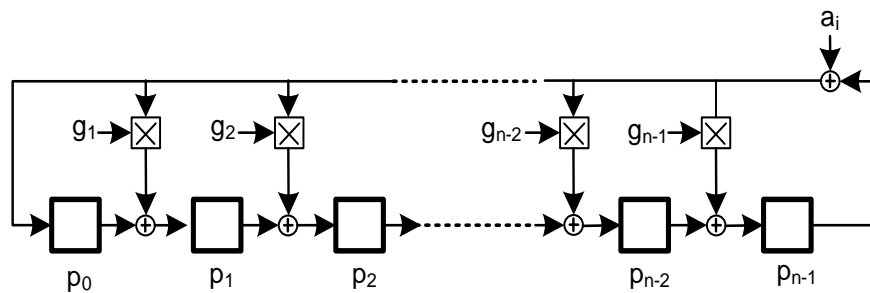 aᵢ
g₁
g₂
gₙ₋₂
gₙ₋₁
p₀
p₁
p₂
pₙ₋₂
pₙ₋₁